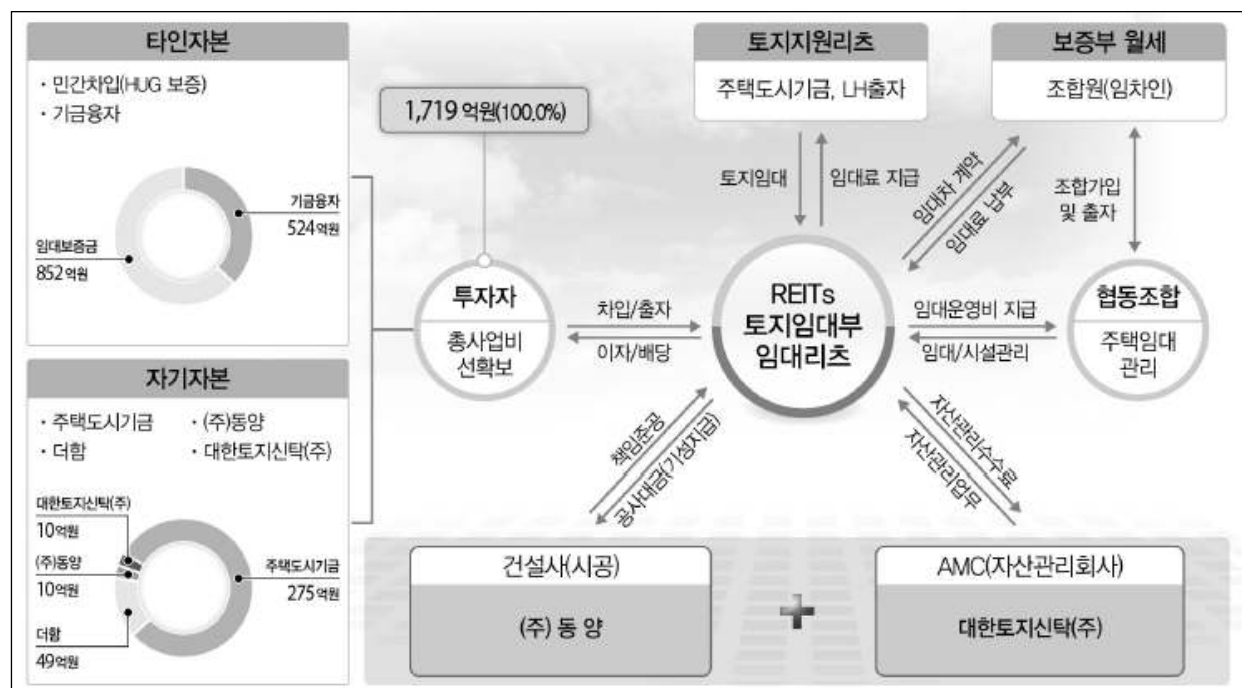 타인자본
· 민간차입(HUG 보증)
· 기금융자
기금융자
524억원
임대보증금
852억원
자기자본
· 주택도시기금 · (주)동양
· 더함 · 대한토지신탁(주)
대한토지신탁(주)
10억원
(주)동양
10억원
더함
49억원
주택도시기금
275억원
1,719 억원(100.0%)
투자자
총사업비
선확보
차입/출자
이자/배당
토지지원리츠
주택도시기금, LH출자
토지임대
임대료 지급
REITs
토지임대부
임대리츠
보증부 월세
조합원(임차인)
임대차 계약
임대료 납부
조합가입
및 출자
임대운영비 지급
임대/시설관리
협동조합
주택임대
관리
책임준공
공사대금(기성지급)
자산관리수수료
자산관리업무
건설사(시공)
(주) 동 양
AMC(자산관리회사)
대한토지신탁(주)